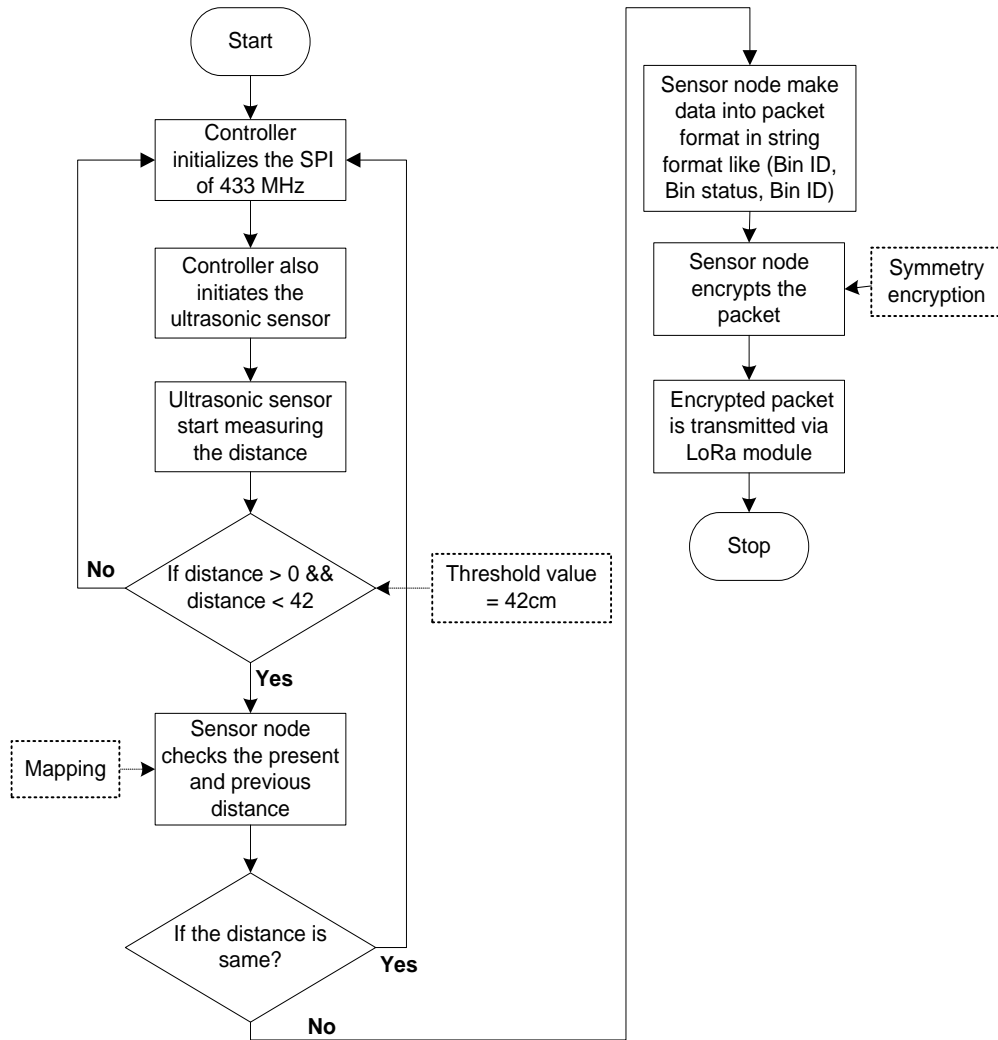 Start
Controller
initializes the SPI
of 433 MHz
Controller also
initiates the
ultrasonic sensor
Ultrasonic sensor
start measuring
the distance
If distance > 0 &&
distance < 42
No
Yes
Threshold value
= 42cm
Sensor node
checks the present
and previous
distance
Mapping
If the distance is
same?
Yes
No
Sensor node make
data into packet
format in string
format like (Bin ID,
Bin status, Bin ID)
Sensor node
encrypts the
packet
Symmetry
encryption
Encrypted packet
is transmitted via
LoRa module
Stop